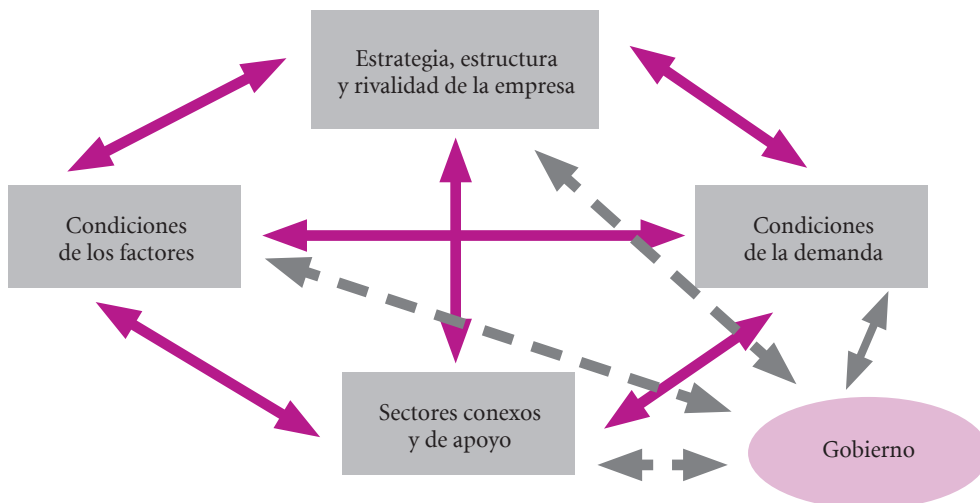 Estrategia, estructura
y rivalidad de la empresa
Condiciones
de los factores
Condiciones
de la demanda
Sectores conexos
y de apoyo
Gobierno